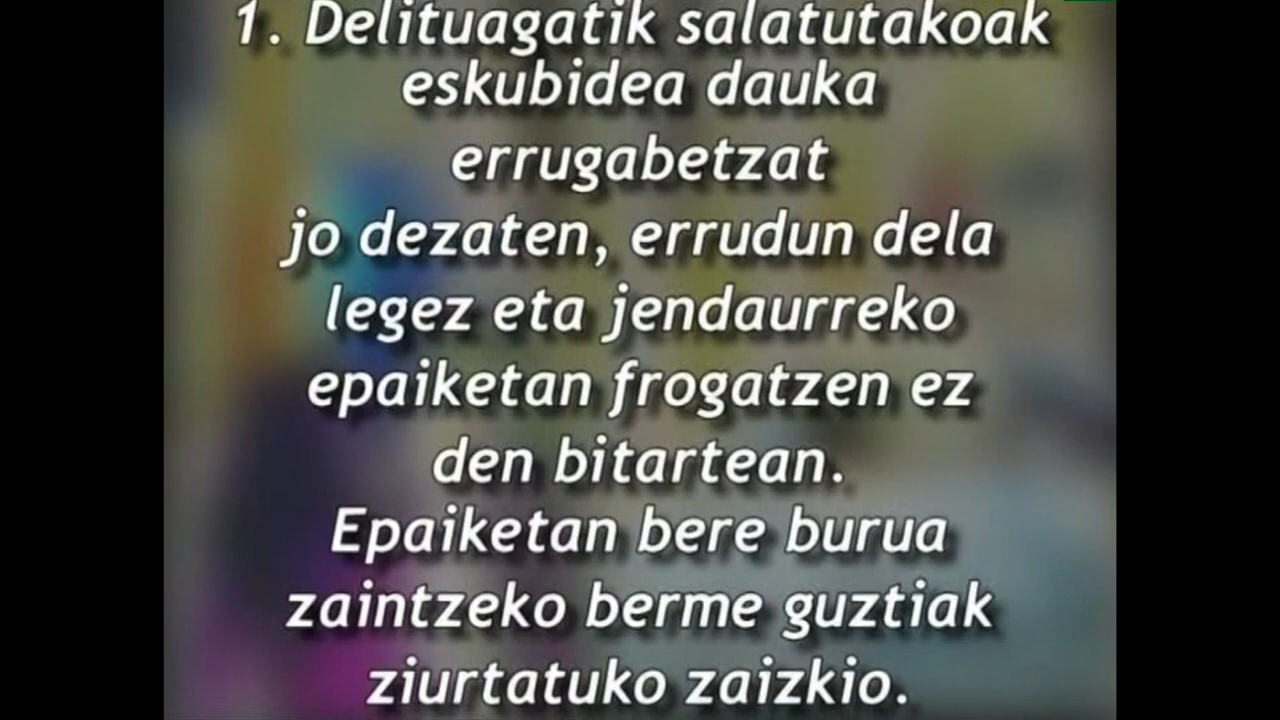 1. Delituagatik salatutakoak
eskubidea dauka
errugabetzat
jo dezaten, errudun dela
legez eta jendaurreko
epaiketan frogatzen ez
den bitartean.
Epaiketan bere burua
zaintzeko berme guztiak
ziurtatuko zaizkio.